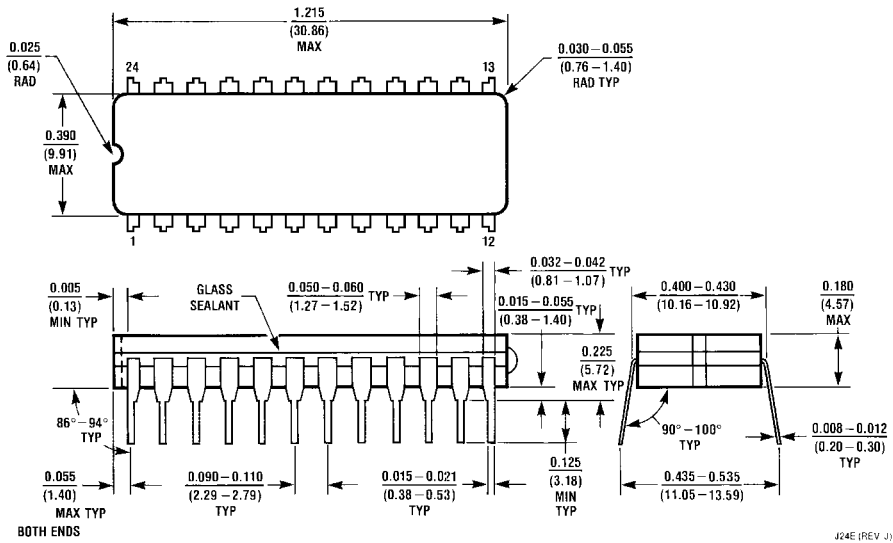 1.215
(30.86)
MAX
0.025
(0.64)
RAD
24
13
0.030 – 0.055
(0.76 – 1.40)
RAD TYP
0.390
(9.91)
MAX
1
12
0.005
(0.13)
MIN TYP
GLASS
SEALANT
0.050 – 0.060
(1.27 – 1.52)
TYP
0.032 – 0.042
(0.81 – 1.07)
TYP
0.015 – 0.055
(0.38 – 1.40)
TYP
0.400 – 0.430
(10.16 – 10.92)
0.180
(4.57)
MAX
0.225
(5.72)
MAX TYP
86° – 94°
TYP
90° – 100°
TYP
0.008 – 0.012
(0.20 – 0.30)
TYP
0.055
(1.40)
MAX TYP
BOTH ENDS
0.090 – 0.110
(2.29 – 2.79)
TYP
0.015 – 0.021
(0.38 – 0.53)
TYP
0.125
(3.18)
MIN
TYP
0.435 – 0.535
(11.05 – 13.59)
J24E (REV J)